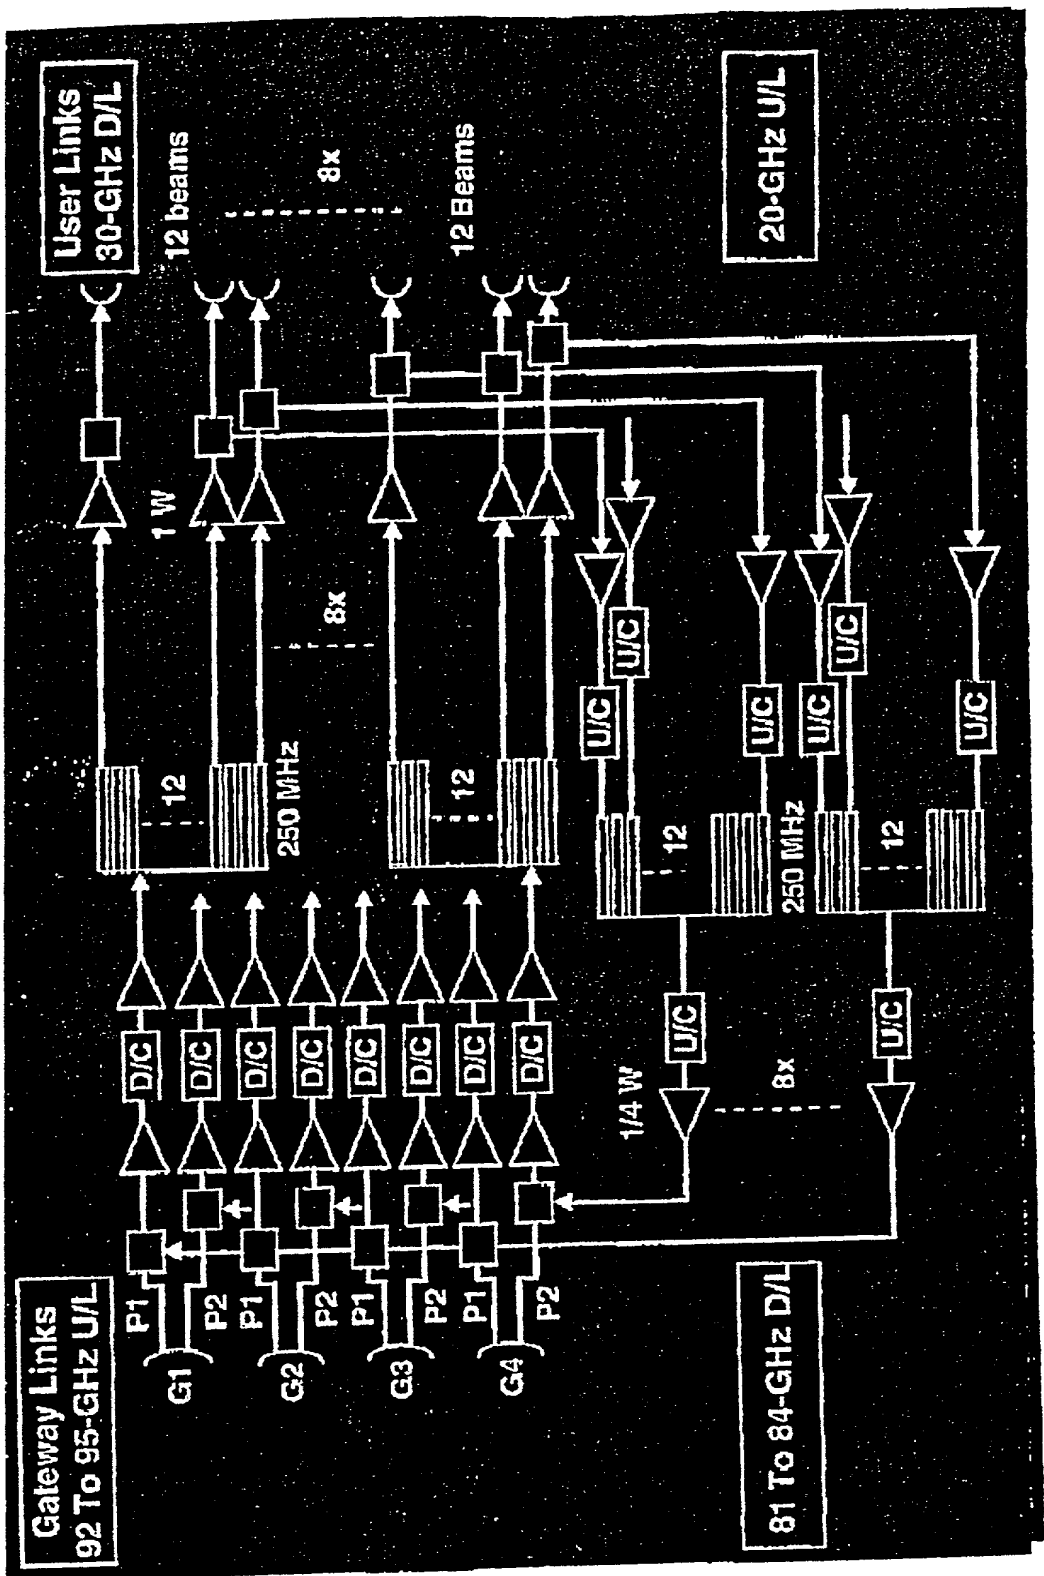 Gateway Links
92 To 95-GHz U/L
User Links
30-GHz D/L
P1
G1
P2
P1
G2
P2
P1
G3
P2
P1
G4
P2
D/C
D/C
D/C
D/C
D/C
D/C
D/C
D/C
12
250 MHz
8x
12
1 W
12 beams
8x
12 Beams
81 To 84-GHz D/L
20-GHz U/L
1/4 W
8x
U/C
U/C
12
250 MHz
12
U/C
U/C
U/C
U/C
U/C
U/C